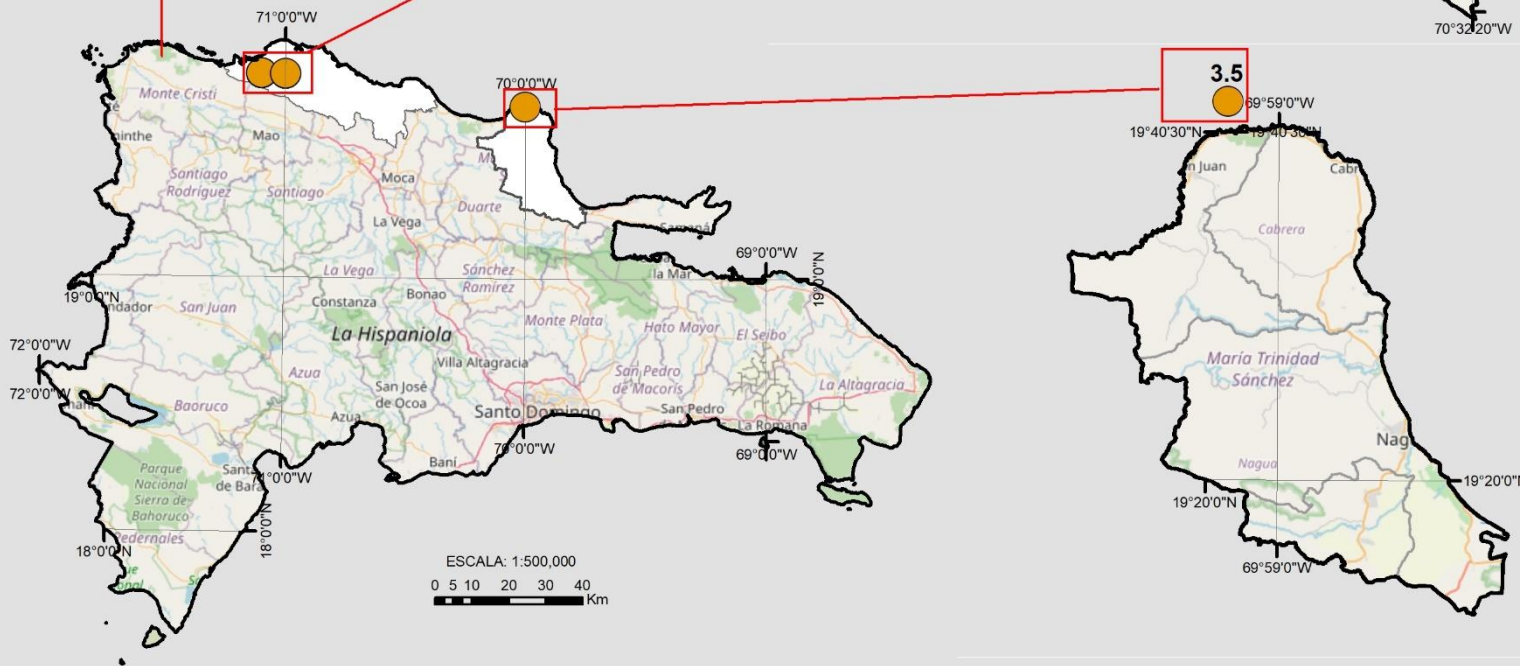 70°32'20"W
71°0'0"W
70°0'0"W
3.5
69°59'0"W
19°40'30"N
19°40'30"N
Monte Cristi
Mao
Santiago
Rodríguez
Santiago
Moca
Duarte
La Vega
Samaná
Juan
Cabrera
La Vega
Sánchez
Ramírez
la Mar
69°0'0"W
19°0'0"N
19°0'0"N
San Juan
Constanza
Bonao
La Hispaniola
Monte Plata
Hato Mayor
El Seibo
Villa Altagracia
72°0'0"W
72°0'0"W
Azua
San José
de Ocoa
San Pedro
de Macorís
La Altagracia
María Trinidad
Sánchez
Baoruco
Azua
Santo Domingo
San Pedro
La Romana
70°0'0"W
69°0'0"W
Baní
71°0'0"W
Parque
Nacional
Sierra de
Bahoruco
Nagua
19°20'0"N
19°20'0"N
18°0'0"N
18°0'0"N
ESCALA: 1:500,000
0 5 10 20 30 40
Km
69°59'0"W